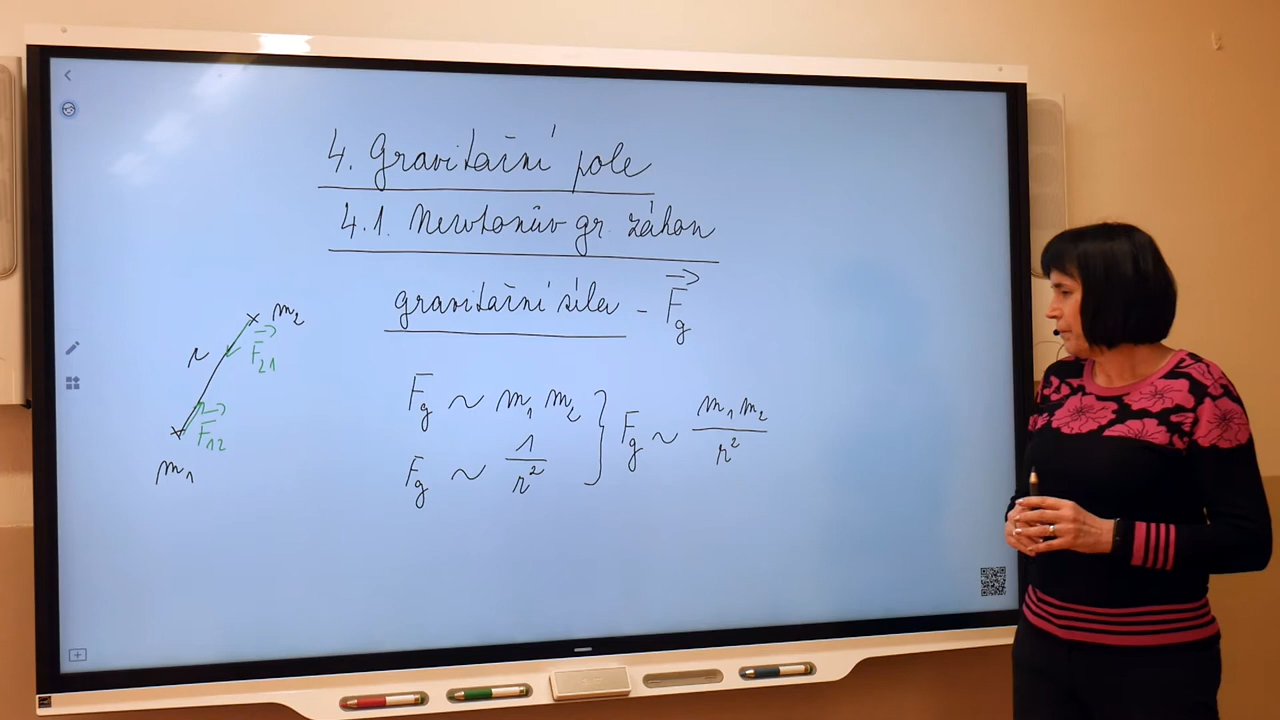 4. Gravitační pole
4.1. Newtonův gr. zákon
gravitační síla - F⃗g
m2
r
F⃗21
F⃗12
m1
Fg ~ m1 m2
Fg ~ 1/r²
} Fg ~ m1 m2/r²